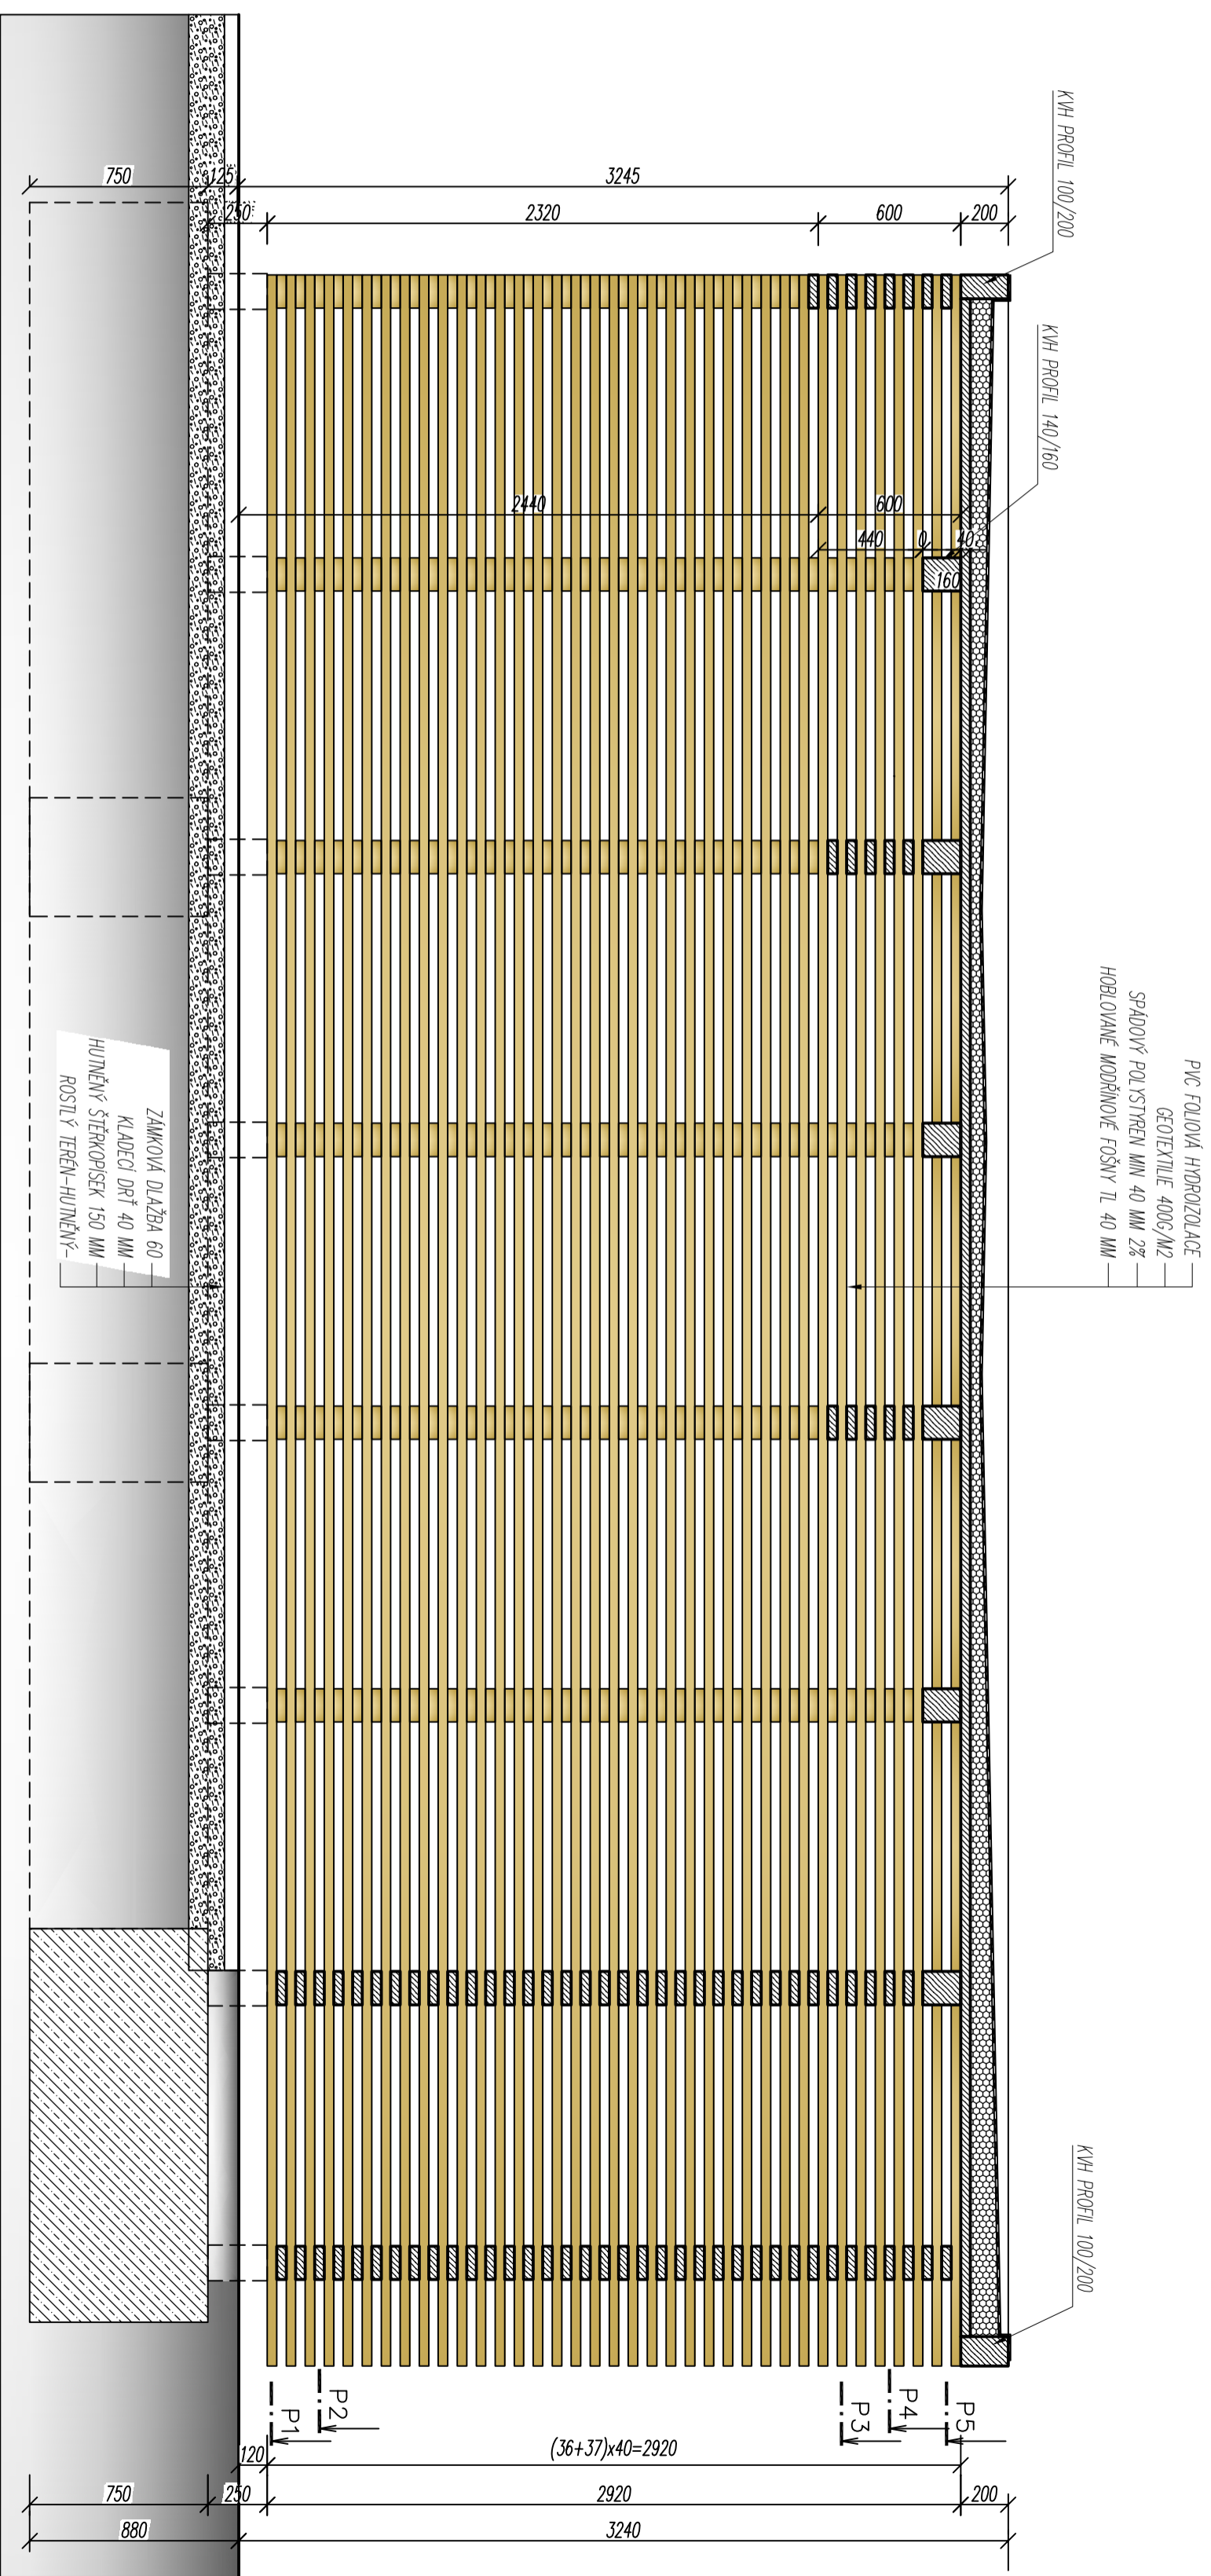 KVH PROFIL 100/200
KVH PROFIL 140/160
PVC FOLIOVÁ HYDROIZOLACE
GEOTEXTILIE 400G/M2
SPÁDOVÝ POLYSTYREN MIN 40 MM 2%
HOBLOVANÉ MODŘÍNOVÉ FOŠNY TL 40 MM
KVH PROFIL 100/200
3245
750
125
200
600
2320
250
600
2440
40
0
440
160
ZÁMKOVÁ DLAŽBA 60
KLADECÍ DRŤ 40 MM
HUTNĚNÝ ŠTĚRKOPÍSEK 150 MM
ROSTLÝ TERÉN-HUTNĚNÝ-
P5
P4
P3
P2
P1
(36+37)x40=2920
120
200
2920
250
750
3240
880